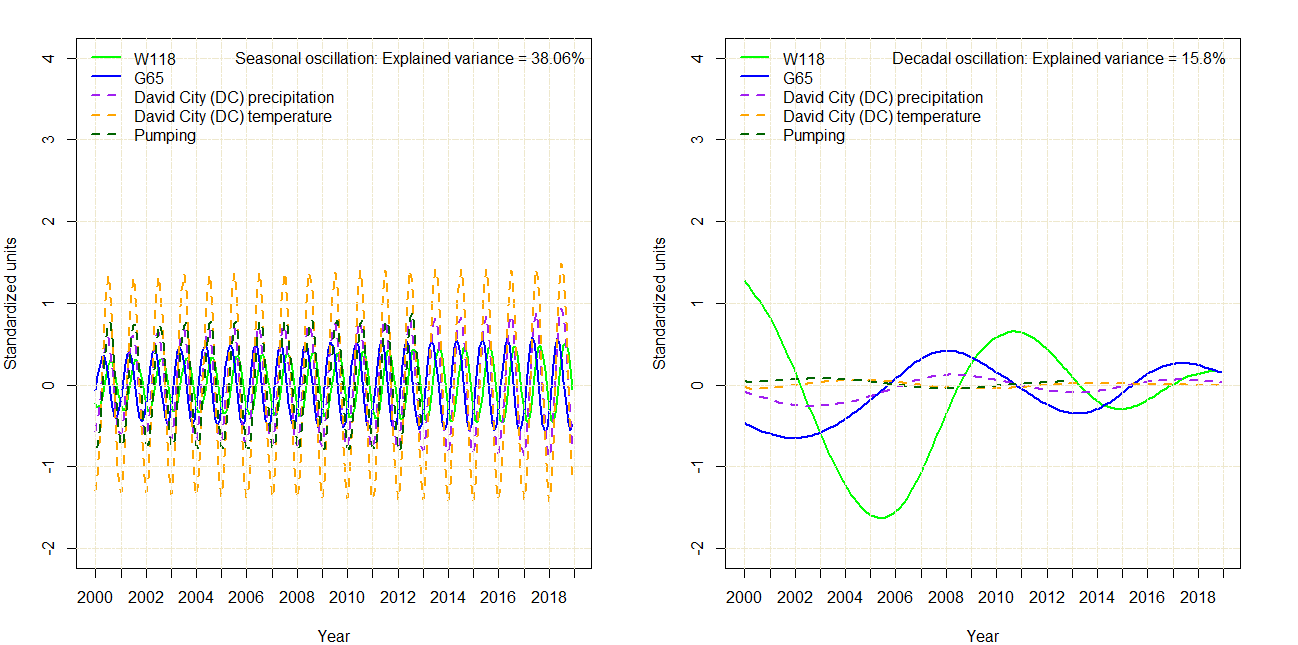 W118 Seasonal oscillation: Explained variance = 38.06%
G65
David City (DC) precipitation
David City (DC) temperature
Pumping
4
3
2
1
0
-1
-2
Standardized units
2000 2002 2004 2006 2008 2010 2012 2014 2016 2018
Year
W118 Decadal oscillation: Explained variance = 15.8%
G65
David City (DC) precipitation
David City (DC) temperature
Pumping
4
3
2
1
0
-1
-2
Standardized units
2000 2002 2004 2006 2008 2010 2012 2014 2016 2018
Year